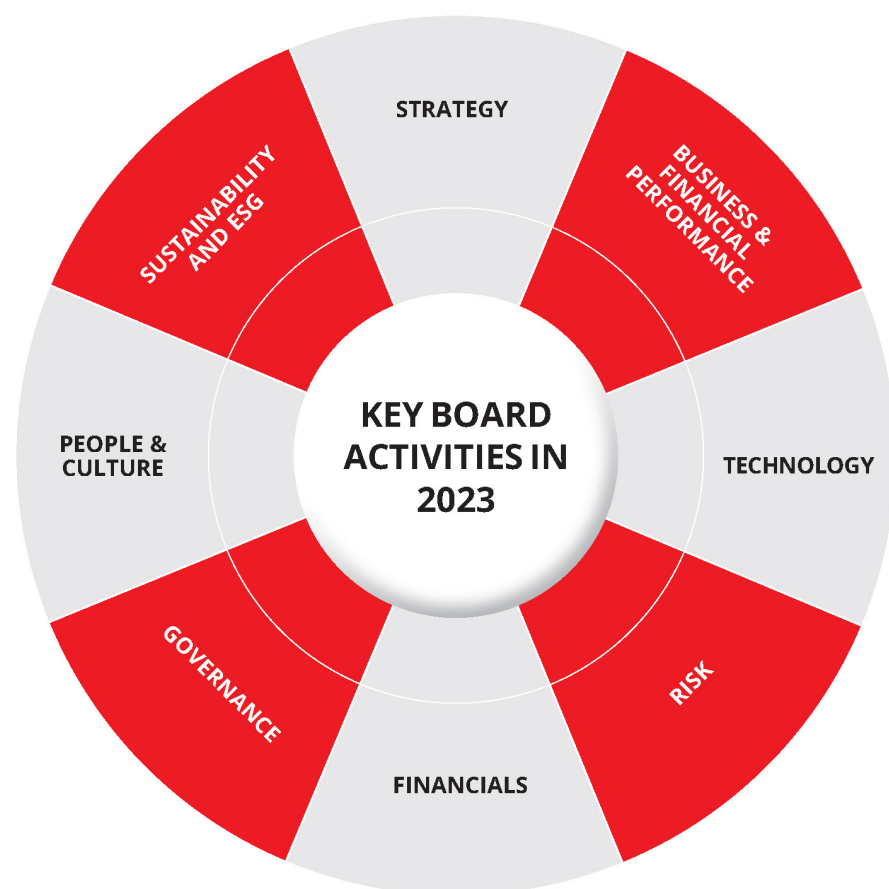 STRATEGY
BUSINESS &
FINANCIAL
PERFORMANCE
TECHNOLOGY
RISK
FINANCIALS
GOVERNANCE
PEOPLE &
CULTURE
SUSTAINABILITY
AND ESG
KEY BOARD
ACTIVITIES IN
2023